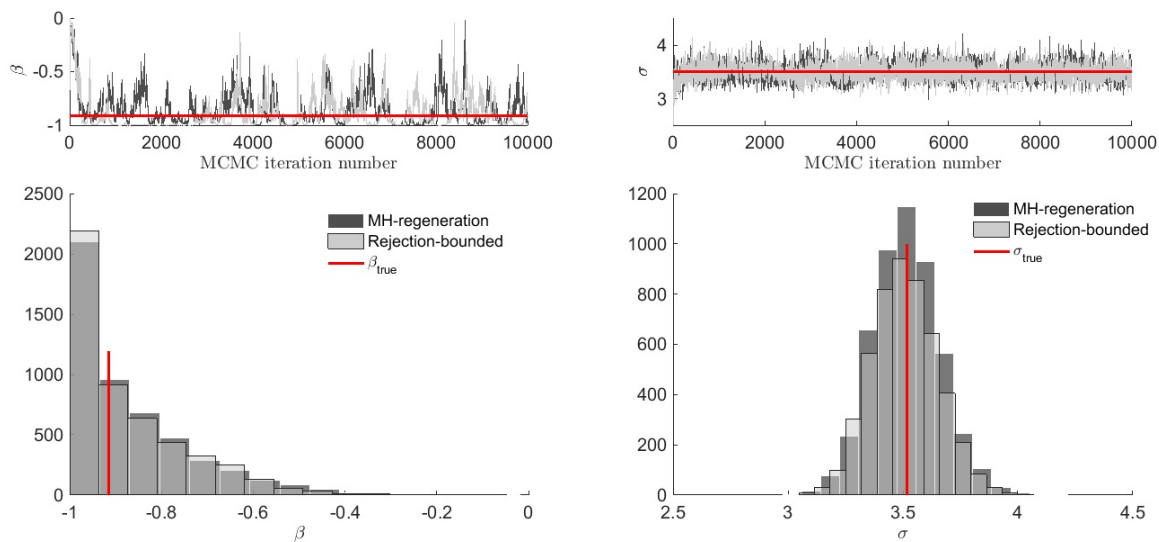 0
-0.5
-1
β
0 2000 4000 6000 8000 10000
MCMC iteration number
4
3
σ
0 2000 4000 6000 8000 10000
MCMC iteration number
2500
2000
1500
1000
500
0
MH-regeneration
Rejection-bounded
β_true
-1 -0.8 -0.6 -0.4 -0.2 0
β
1200
1000
800
600
400
200
0
MH-regeneration
Rejection-bounded
σ_true
2.5 3 3.5 4 4.5
σ